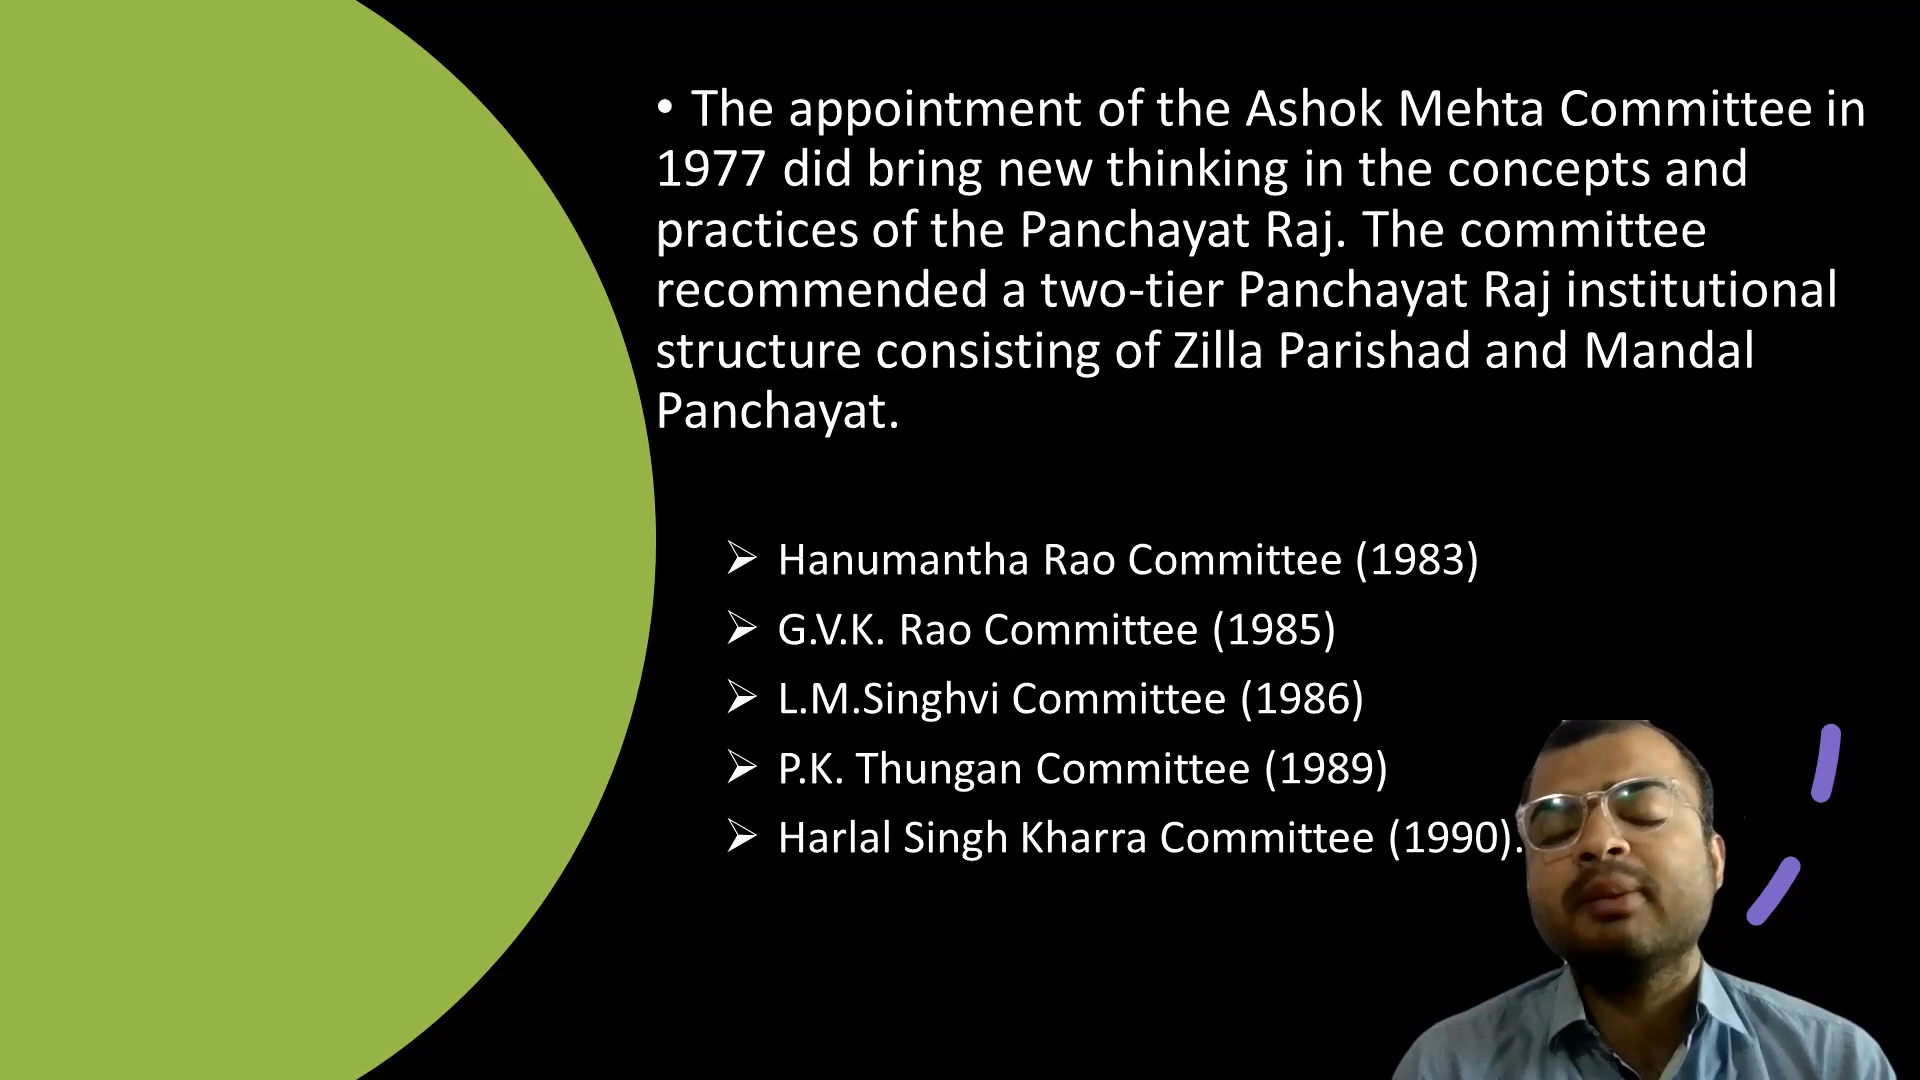 • The appointment of the Ashok Mehta Committee in
1977 did bring new thinking in the concepts and
practices of the Panchayat Raj. The committee
recommended a two-tier Panchayat Raj institutional
structure consisting of Zilla Parishad and Mandal
Panchayat.
➢ Hanumantha Rao Committee (1983)
➢ G.V.K. Rao Committee (1985)
➢ L.M.Singhvi Committee (1986)
➢ P.K. Thungan Committee (1989)
➢ Harlal Singh Kharra Committee (1990).